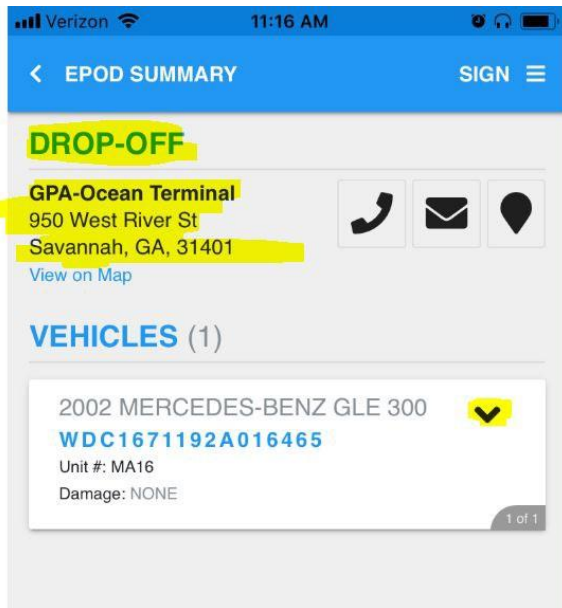 Verizon 11:16 AM
EPOD SUMMARY SIGN
DROP-OFF
GPA-Ocean Terminal
950 West River St
Savannah, GA, 31401
View on Map
VEHICLES (1)
2002 MERCEDES-BENZ GLE 300
WDC1671192A016465
Unit #: MA16
Damage: NONE
1 of 1